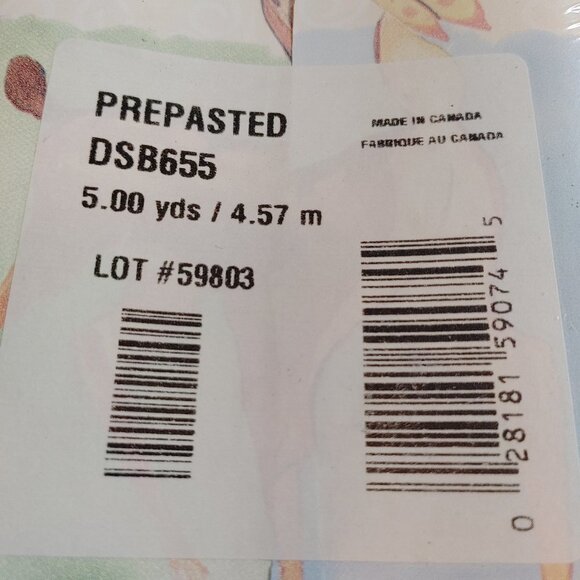 PREPASTED
DSB655
5.00 yds / 4.57 m
LOT #59803
MADE IN CANADA
FABRIQUE AU CANADA
0 28181 59074 5